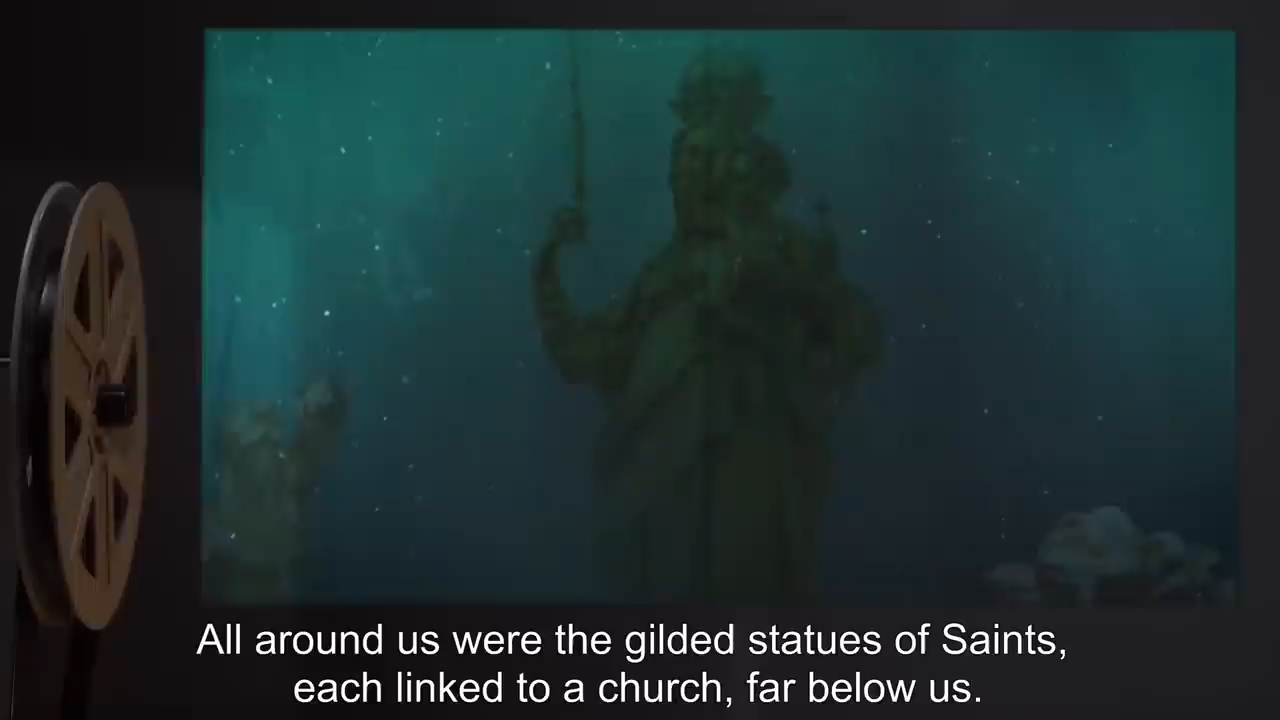 All around us were the gilded statues of Saints,
each linked to a church, far below us.